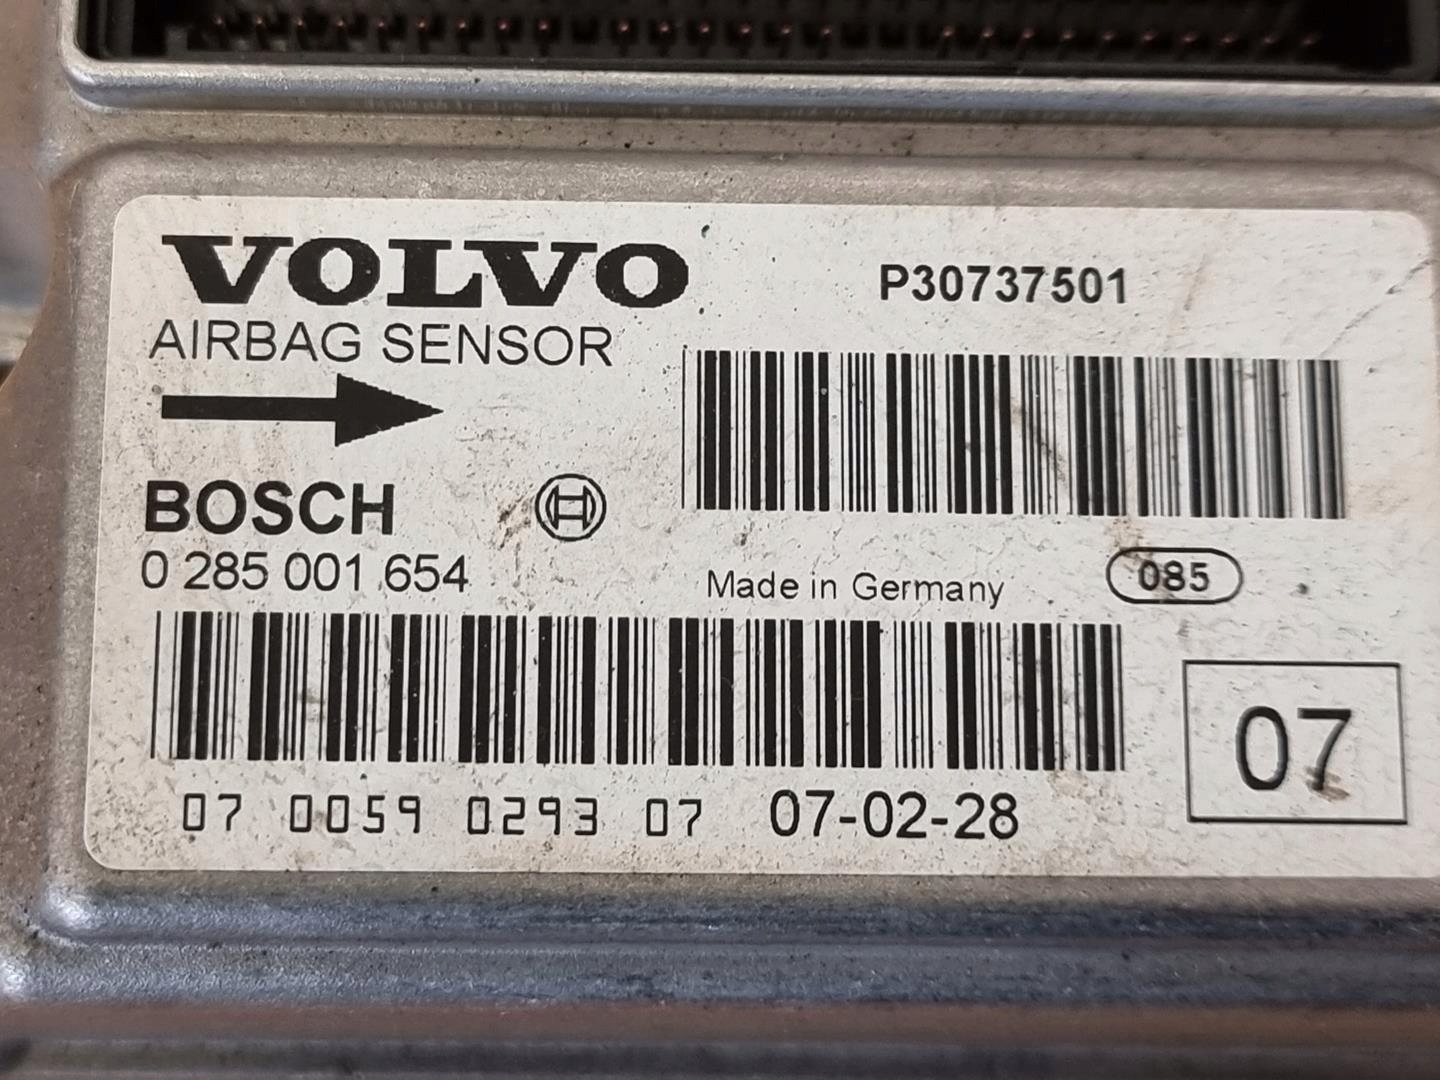 VOLVO
P30737501
AIRBAG SENSOR
BOSCH
0 285 001 654
Made in Germany
085
07
07 0059 0293 07 07-02-28